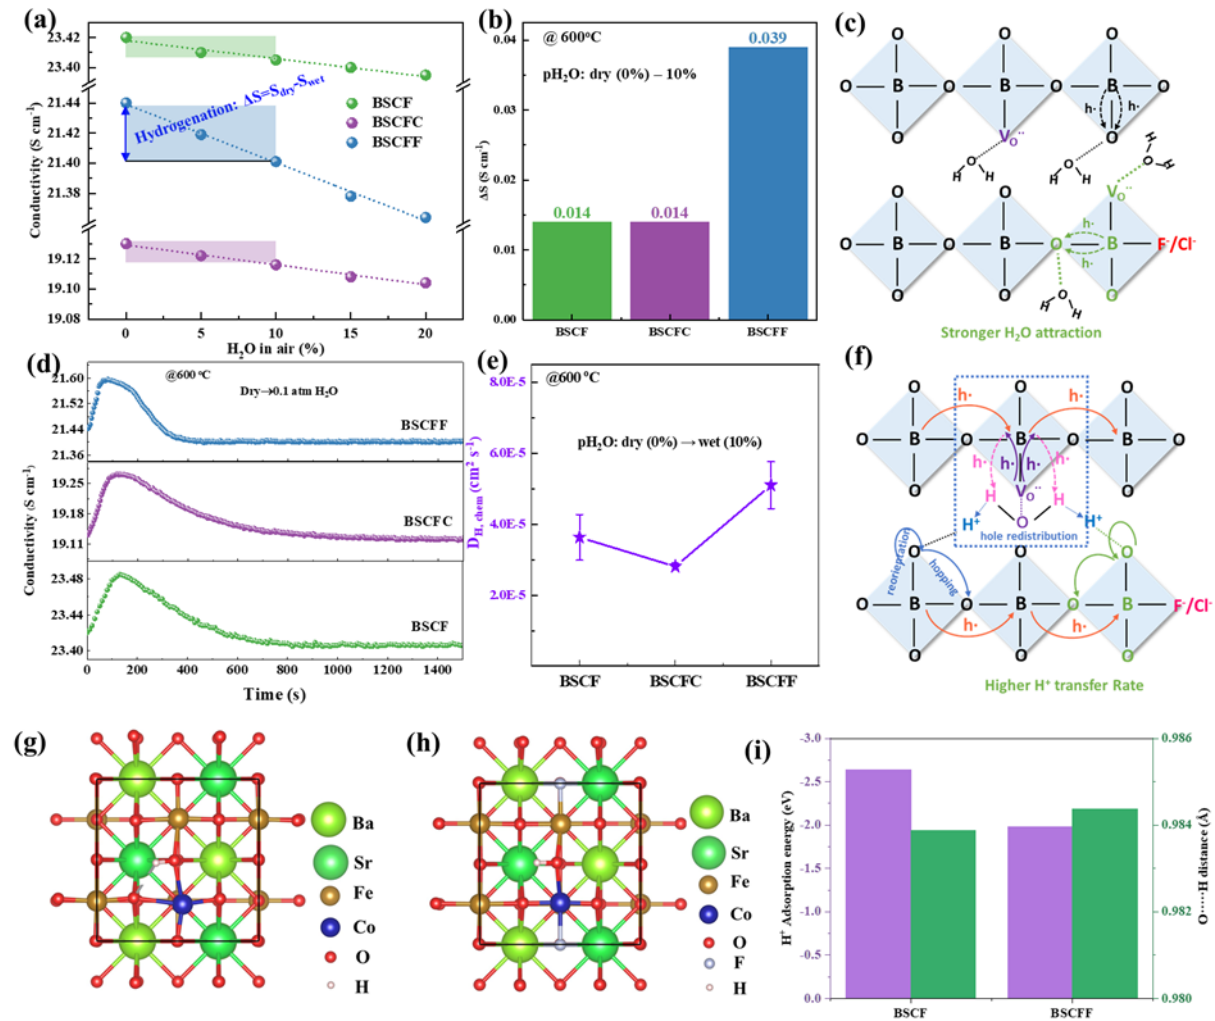 (a)
23.42
23.40
21.44
21.42
21.40
21.38
19.12
19.10
19.08
Conductivity (S cm⁻¹)
Hydrogenation: ΔS=S_dry-S_wet
BSCF
BSCFC
BSCFF
0 5 10 15 20
H₂O in air (%)
(b)
@ 600°C
pH₂O: dry (0%) – 10%
0.04
0.03
0.02
0.01
0.00
ΔS (S cm⁻¹)
0.014
0.014
0.039
BSCF BSCFC BSCFF
(c)
O O O
O B O B O B O
h· h·
O V_O·· O
H O H
H O H
H O H
V_O··
O O
O B O B O B F⁻/Cl⁻
h·
h·
O O O
H O H
Stronger H₂O attraction
(d)
@600 °C
Dry→0.1 atm H₂O
21.60
21.52
21.44
21.36
BSCFF
19.25
19.18
19.11
BSCFC
23.48
23.44
23.40
BSCF
Conductivity (S cm⁻¹)
0 200 400 600 800 1000 1200 1400
Time (s)
(e)
@600 °C
pH₂O: dry (0%) → wet (10%)
8.0E-5
6.0E-5
4.0E-5
2.0E-5
D_H, chem (cm² s⁻¹)
BSCF BSCFC BSCFF
(f)
O O O
h· h·
O B O B O B O
h· h· h· h·
O V_O·· O
H H
H⁺ O H⁺
hole redistribution
O O O
reorientation
hopping
O B O B O B F⁻/Cl⁻
h· h·
O O O
Higher H⁺ transfer Rate
(g)
Ba
Sr
Fe
Co
O
H
(h)
Ba
Sr
Fe
Co
O
F
H
(i)
-3.0
-2.5
-2.0
-1.5
-1.0
-0.5
0.0
H⁺ Adsorption energy (eV)
0.986
0.984
0.982
0.980
O·····H distance (Å)
BSCF BSCFF